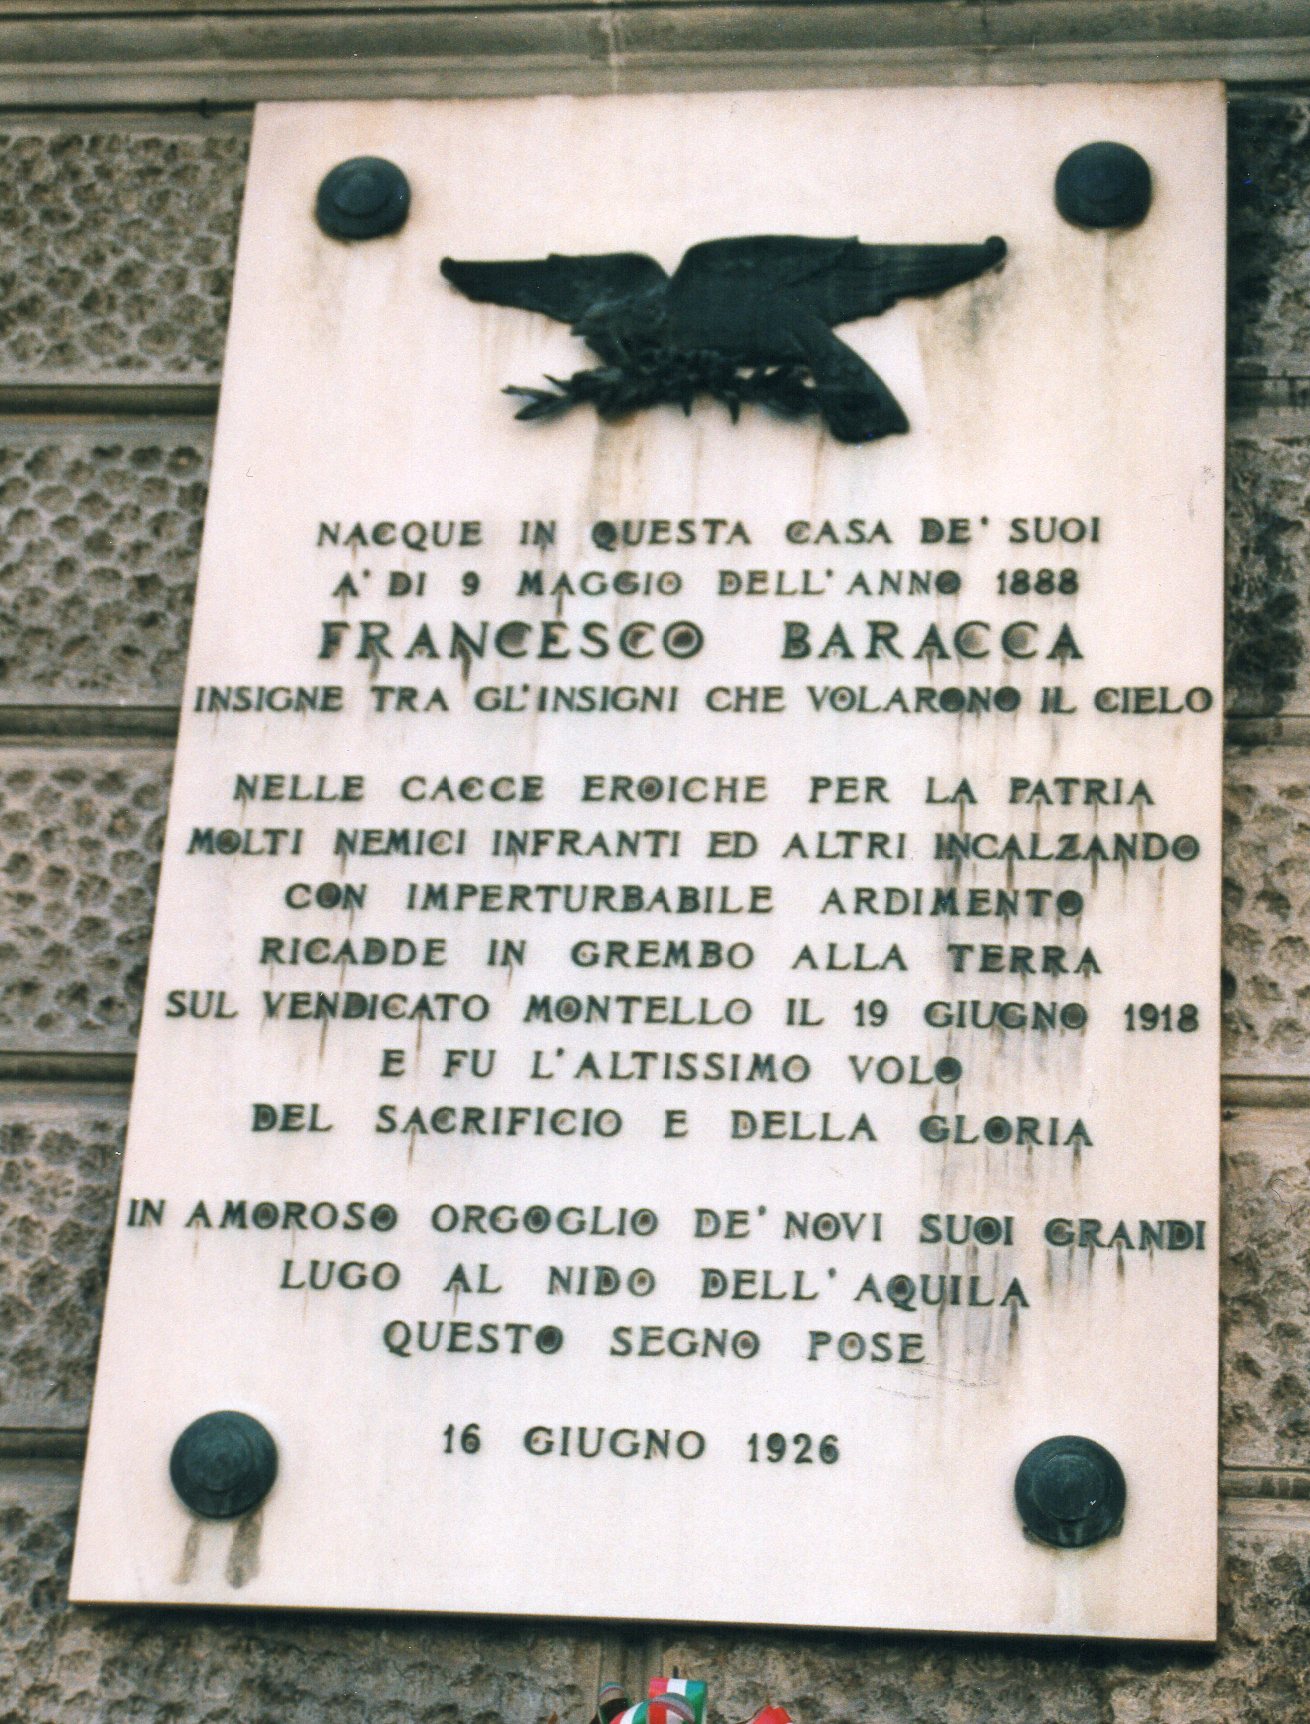 NACQUE IN QUESTA CASA DE' SUOI
A' DI 9 MAGGIO DELL'ANNO 1888
FRANCESCO BARACCA
INSIGNE TRA GL'INSIGNI CHE VOLARONO IL CIELO
NELLE CACCE EROICHE PER LA PATRIA
MOLTI NEMICI INFRANTI ED ALTRI INCALZANDO
CON IMPERTURBABILE ARDIMENTO
RICADDE IN GREMBO ALLA TERRA
SUL VENDICATO MONTELLO IL 19 GIUGNO 1918
E FU L'ALTISSIMO VOLO
DEL SACRIFICIO E DELLA GLORIA
IN AMOROSO ORGOGLIO DE' NOVI SUOI GRANDI
LUGO AL NIDO DELL'AQUILA
QUESTO SEGNO POSE
16 GIUGNO 1926